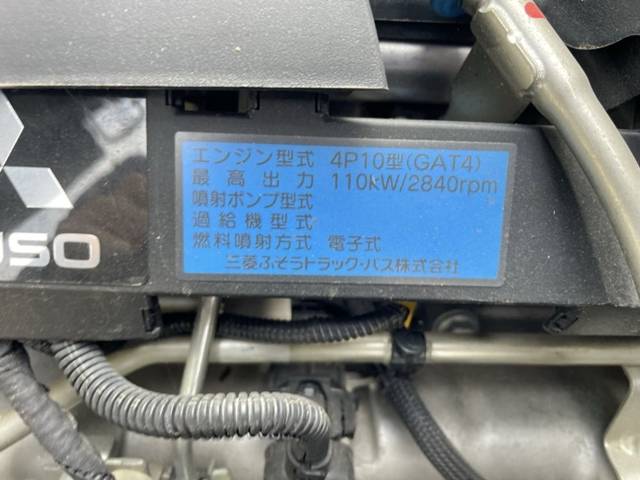 エンジン型式 4P10型(GAT4)
最高出力 110kW/2840rpm
噴射ポンプ型式
過給機型式
燃料噴射方式 電子式
三菱ふそうトラック・バス株式会社
USO